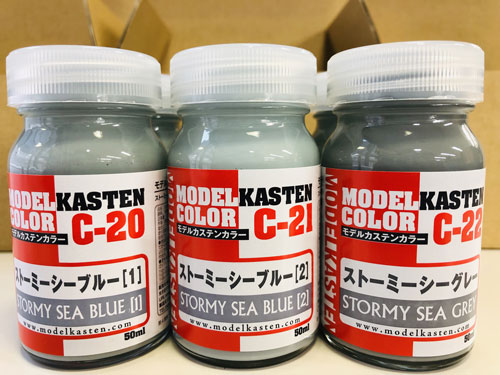 MODEL KASTEN
COLOR C-20
モデルカステンカラー
ストーミーシーブルー[1]
STORMY SEA BLUE [1]
www.modelkasten.com
50ml
MODEL KASTEN
COLOR C-21
モデルカステンカラー
ストーミーシーブルー[2]
STORMY SEA BLUE [2]
www.modelkasten.com
50ml
MODELKASTEN
MODEL KASTEN
COLOR C-22
モデルカステンカラー
ストーミーシーグレー
STORMY SEA GREY
www.modelkasten.com
50ml